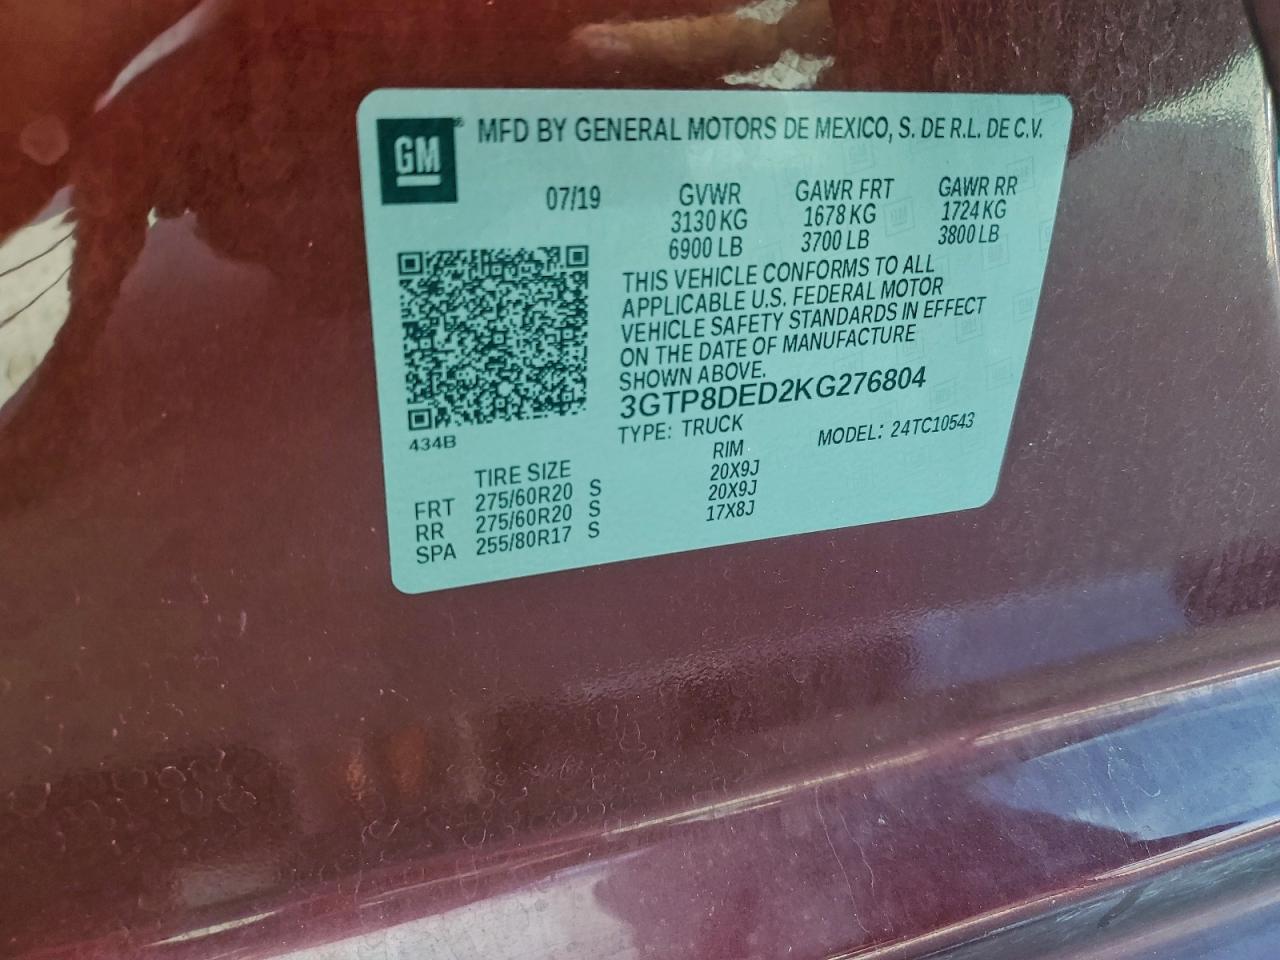 GM MFD BY GENERAL MOTORS DE MEXICO, S. DE R.L. DE C.V.
07/19 GVWR GAWR FRT GAWR RR
3130 KG 1678 KG 1724 KG
6900 LB 3700 LB 3800 LB
THIS VEHICLE CONFORMS TO ALL
APPLICABLE U.S. FEDERAL MOTOR
VEHICLE SAFETY STANDARDS IN EFFECT
ON THE DATE OF MANUFACTURE
SHOWN ABOVE.
3GTP8DED2KG276804
434B TYPE: TRUCK MODEL: 24TC10543
TIRE SIZE RIM
FRT 275/60R20 S 20X9J
RR 275/60R20 S 20X9J
SPA 255/80R17 S 17X8J